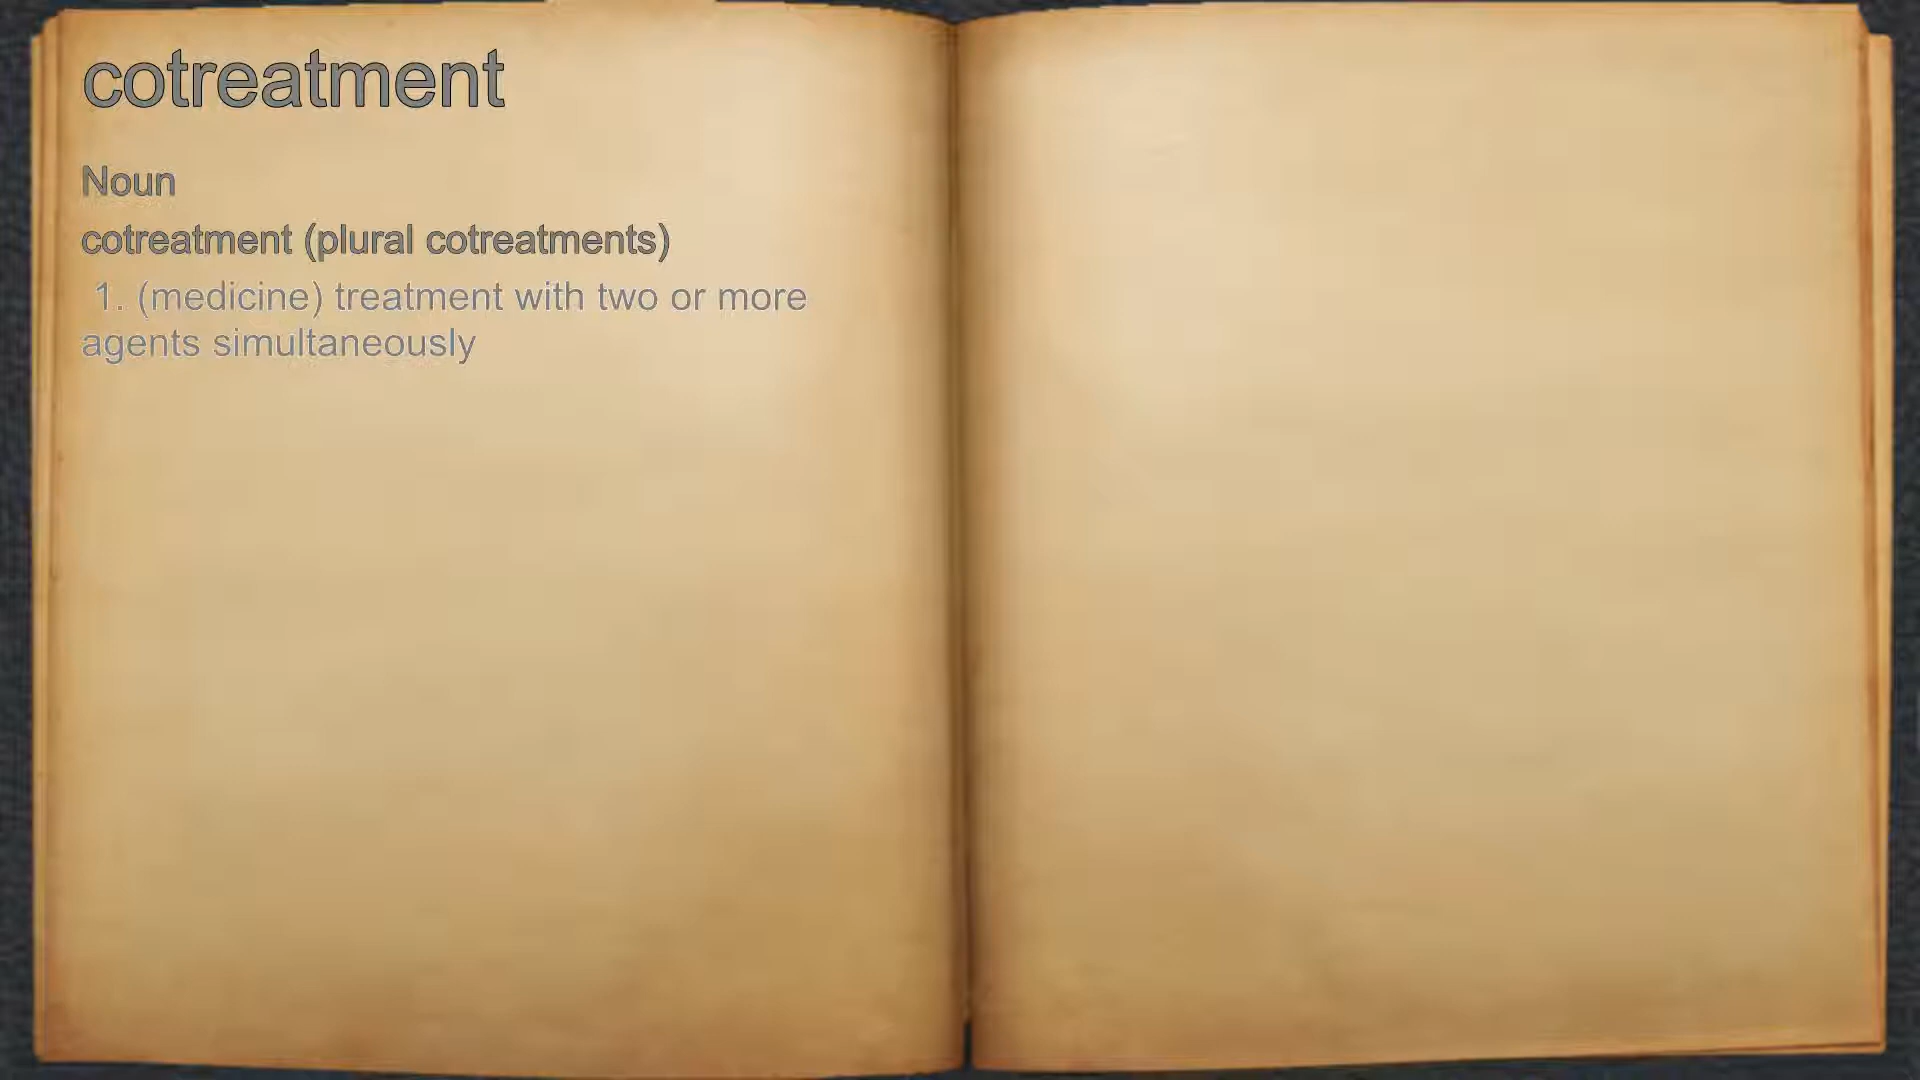 cotreatment
Noun
cotreatment (plural cotreatments)
1. (medicine) treatment with two or more
agents simultaneously